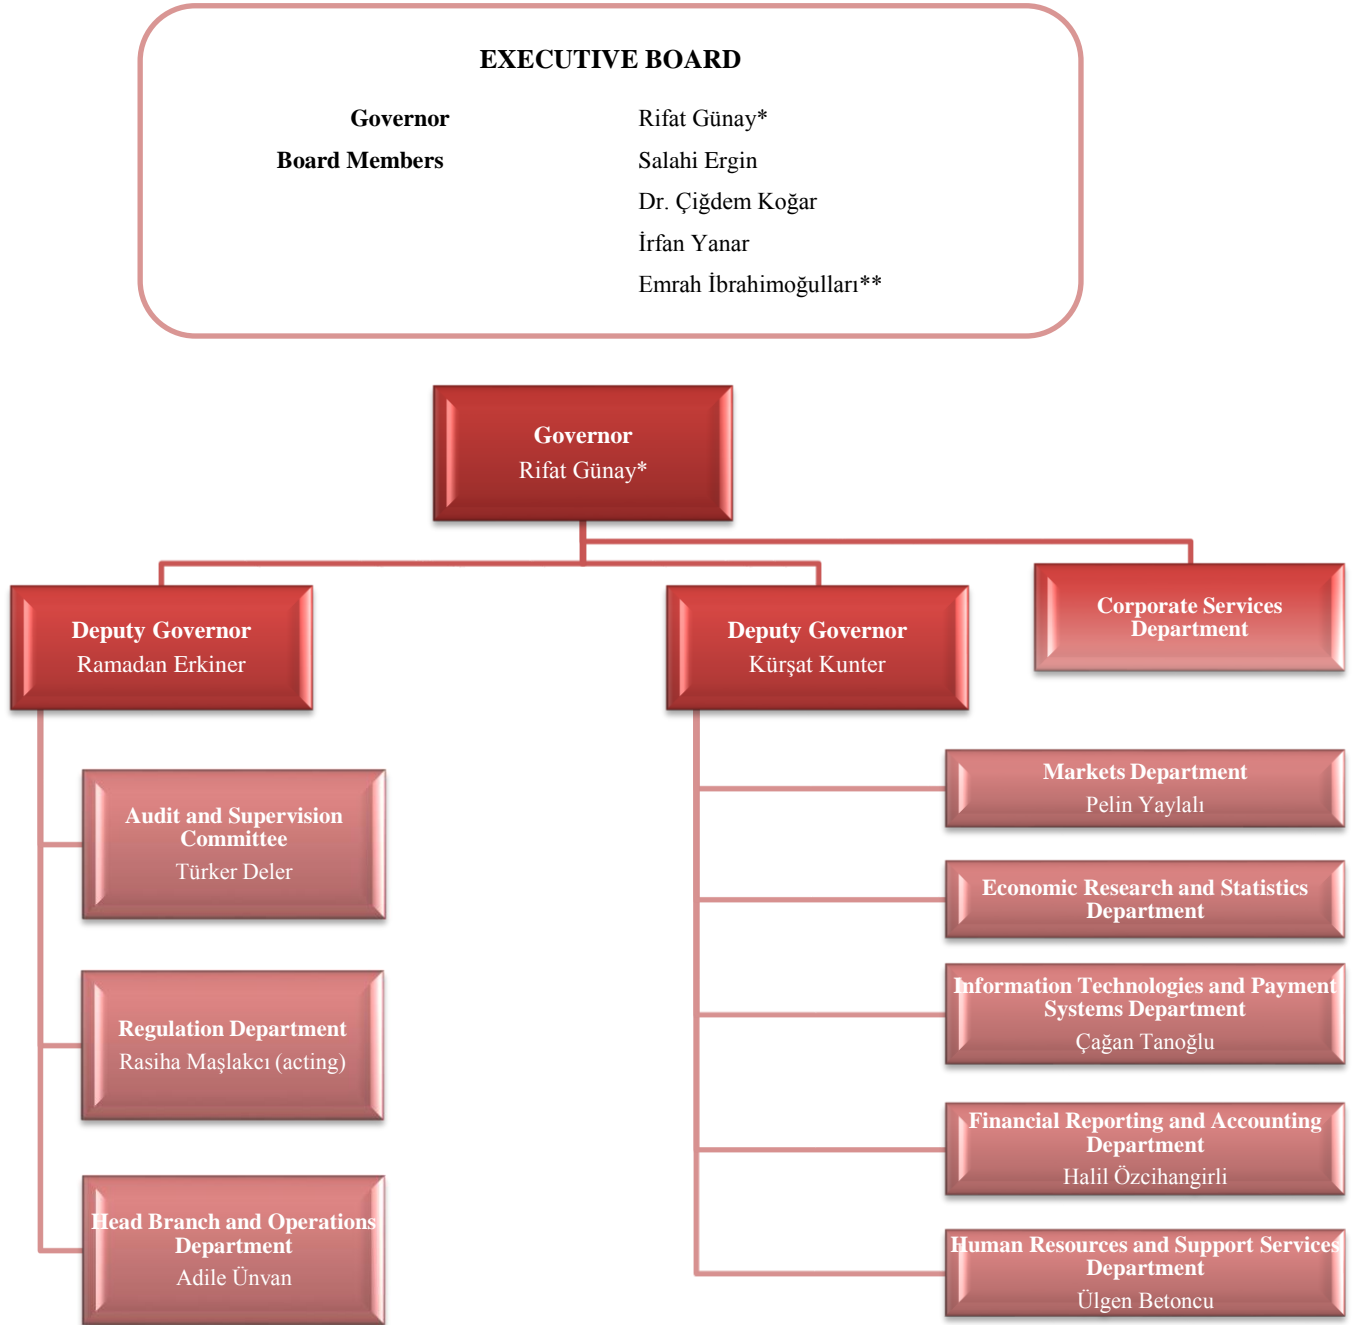 EXECUTIVE BOARD
Governor Rifat Günay*
Board Members Salahi Ergin
Dr. Çiğdem Koğar
İrfan Yanar
Emrah İbrahimoğulları**
Governor
Rifat Günay*
Deputy Governor
Ramadan Erkiner
Deputy Governor
Kürşat Kunter
Corporate Services
Department
Audit and Supervision
Committee
Türker Deler
Regulation Department
Rasiha Maşlakcı (acting)
Head Branch and Operations
Department
Adile Ünvan
Markets Department
Pelin Yaylalı
Economic Research and Statistics
Department
Information Technologies and Payment
Systems Department
Çağan Tanoğlu
Financial Reporting and Accounting
Department
Halil Özcihangirli
Human Resources and Support Services
Department
Ülgen Betoncu